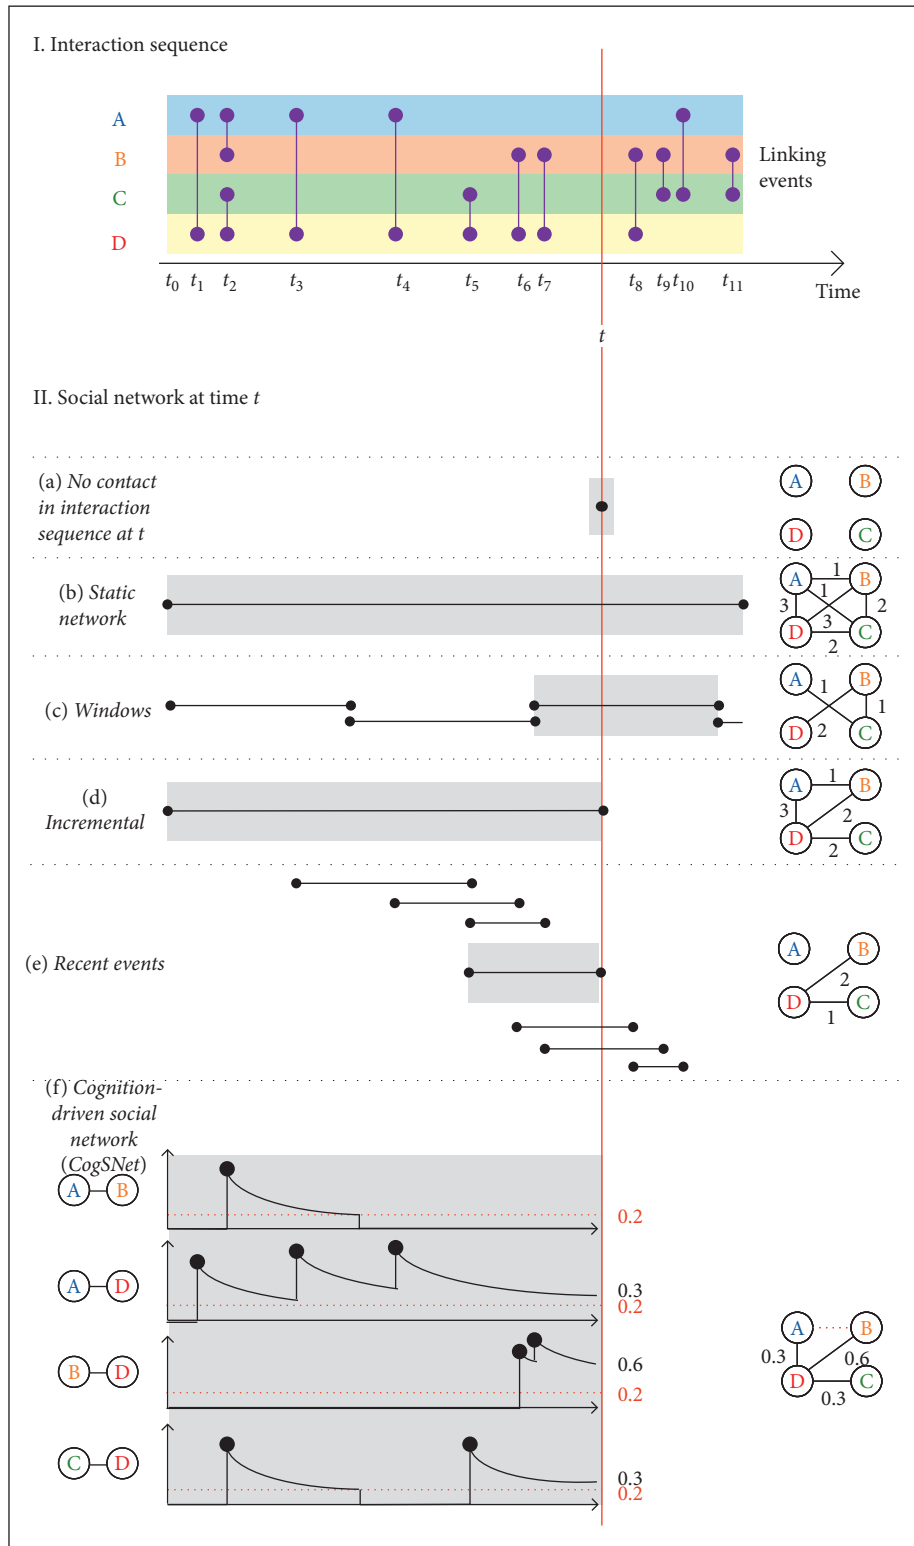 I. Interaction sequence
A
B
C
D
Linking
events
t0 t1 t2 t3 t4 t5 t6 t7 t8 t9 t10 t11
Time
t
II. Social network at time t
(a) No contact
in interaction
sequence at t
A B
D C
(b) Static
network
A 1 B
3 1 2
D 3 C
2
(c) Windows
A 1 B
1
D 2 C
(d)
Incremental
A 1 B
3 2
D C
2
(e) Recent events
A B
2
D C
1
(f) Cognition-
driven social
network
(CogSNet)
A B
0.2
A D
0.3
0.2
B D
0.6
0.2
A B
0.3 0.6
D C
0.3
C D
0.3
0.2